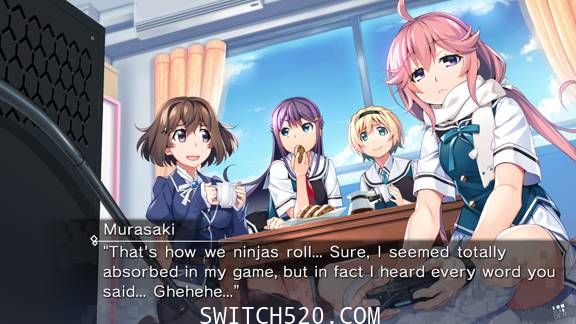 Murasaki
“That's how we ninjas roll... Sure, I seemed totally
absorbed in my game, but in fact I heard every word you
said... Ghehehe...”
SWITCH520.COM